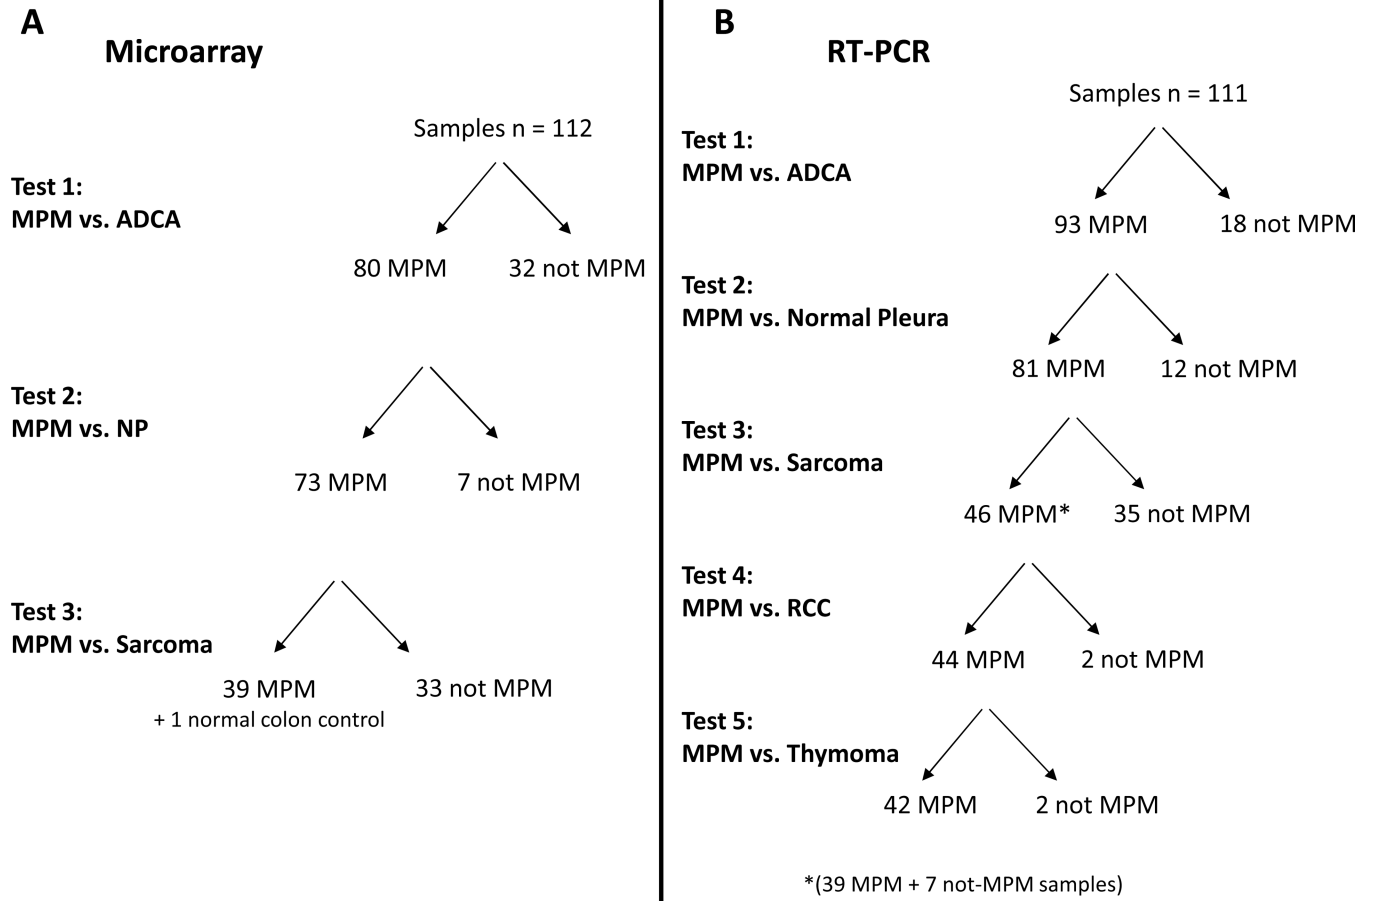 A
Microarray
Samples n = 112
Test 1:
MPM vs. ADCA
80 MPM
32 not MPM
Test 2:
MPM vs. NP
73 MPM
7 not MPM
Test 3:
MPM vs. Sarcoma
39 MPM
33 not MPM
+ 1 normal colon control
B
RT-PCR
Samples n = 111
Test 1:
MPM vs. ADCA
93 MPM
18 not MPM
Test 2:
MPM vs. Normal Pleura
81 MPM
12 not MPM
Test 3:
MPM vs. Sarcoma
46 MPM*
35 not MPM
Test 4:
MPM vs. RCC
44 MPM
2 not MPM
Test 5:
MPM vs. Thymoma
42 MPM
2 not MPM
*(39 MPM + 7 not-MPM samples)